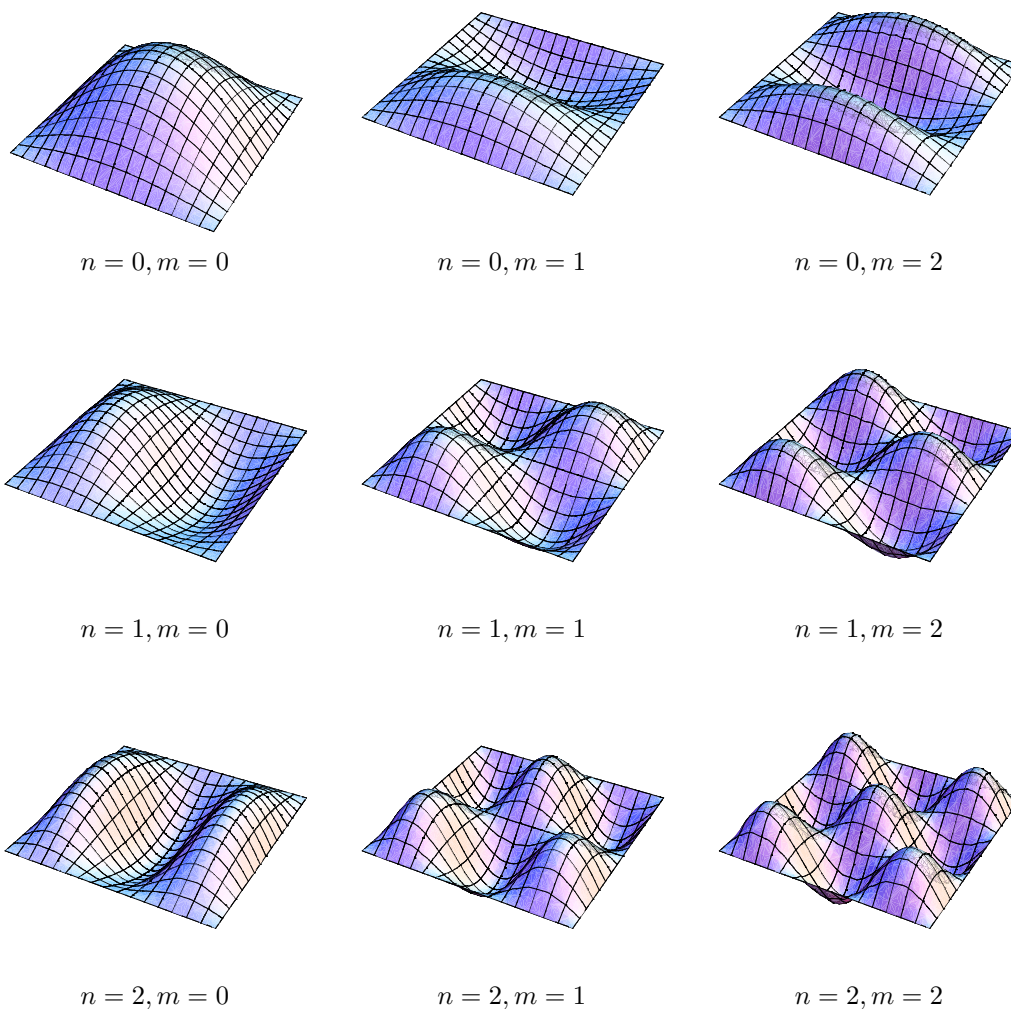 n = 0, m = 0
n = 0, m = 1
n = 0, m = 2
n = 1, m = 0
n = 1, m = 1
n = 1, m = 2
n = 2, m = 0
n = 2, m = 1
n = 2, m = 2